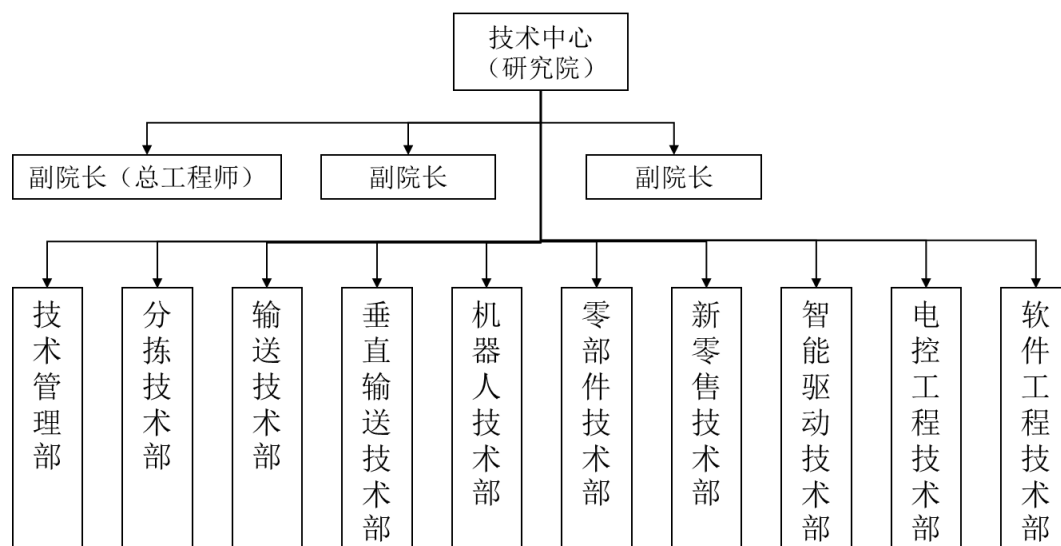 技术中心
（研究院）
副院长（总工程师）
副院长
副院长
技术管理部
分拣技术部
输送技术部
垂直输送技术部
机器人技术部
零部件技术部
新零售技术部
智能驱动技术部
电控工程技术部
软件工程技术部